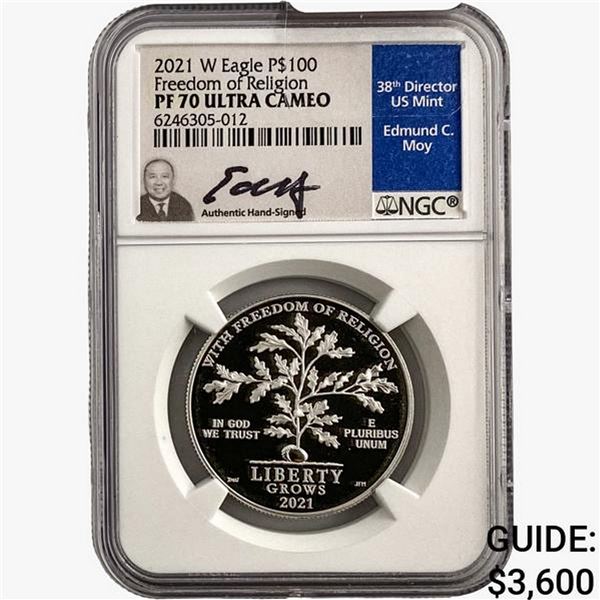 2021 W Eagle P$100
Freedom of Religion
PF 70 ULTRA CAMEO
6246305-012
38th Director
US Mint
Edmund C.
Moy
Authentic Hand-Signed
NGC®
WITH FREEDOM OF RELIGION
IN GOD
WE TRUST
E
PLURIBUS
UNUM
LIBERTY
GROWS
2021
JFM
GUIDE:
$3,600